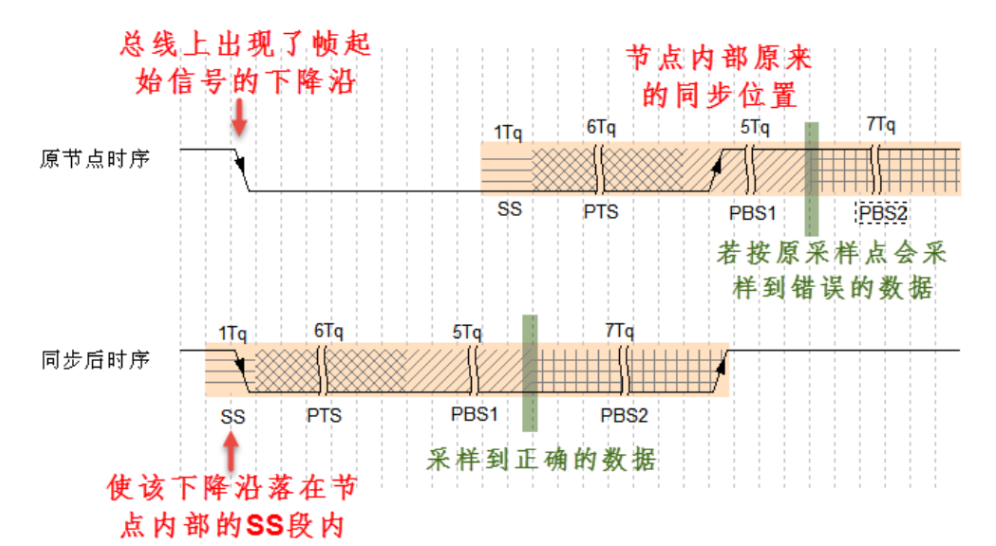 总线上出现了帧起
始信号的下降沿
节点内部原来
的同步位置
1Tq 6Tq 5Tq 7Tq
原节点时序
SS PTS PBS1 PBS2
若按原采样点会采
样到错误的数据
1Tq 6Tq 5Tq 7Tq
同步后时序
SS PTS PBS1 PBS2
采样到正确的数据
使该下降沿落在节
点内部的SS段内